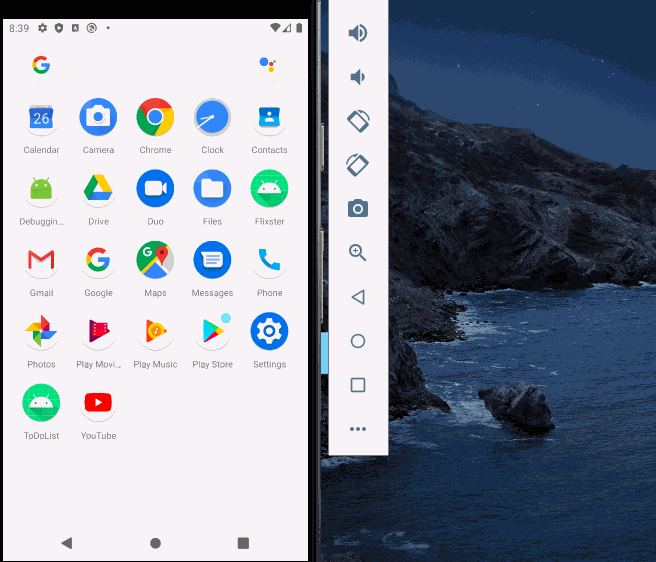 8:39
G
26
Calendar
Camera
Chrome
Clock
Contacts
Debuggin...
Drive
Duo
Files
Flixster
G
Gmail
Google
Maps
Messages
Phone
Photos
Play Movi...
Play Music
Play Store
Settings
ToDoList
YouTube